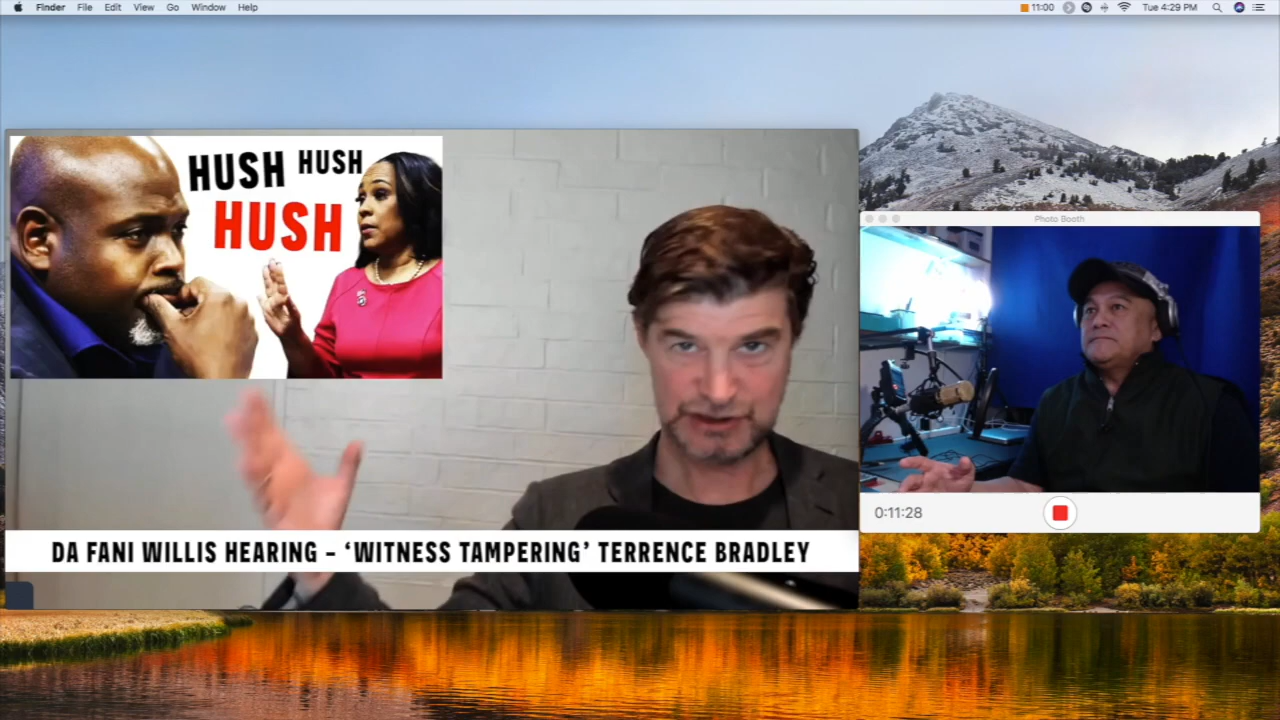 Finder File Edit View Go Window Help
11:00 Tue 4:29 PM
HUSH HUSH
HUSH
Photo Booth
0:11:28
DA FANI WILLIS HEARING – ‘WITNESS TAMPERING’ TERRENCE BRADLEY